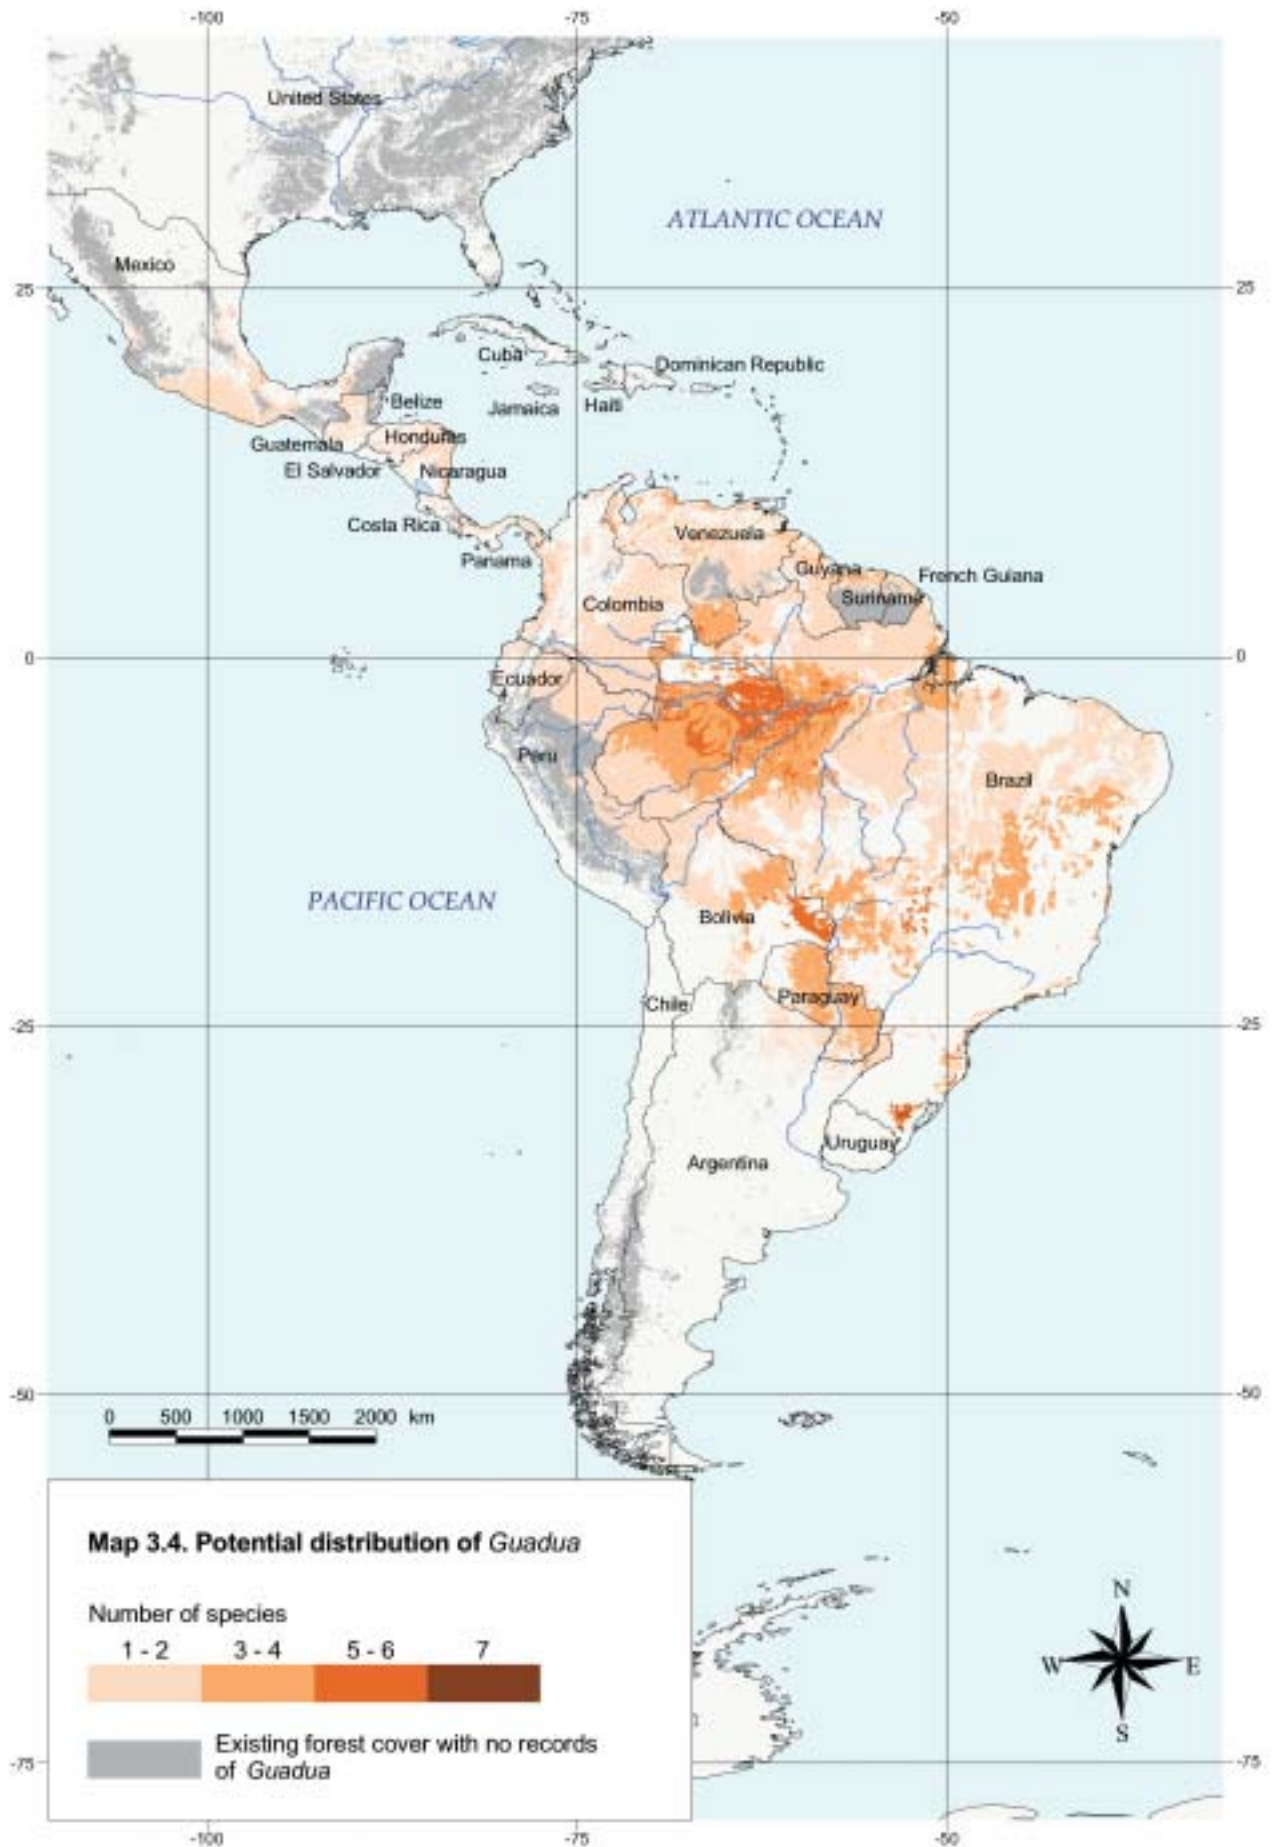 -100 -75 -50
United States
ATLANTIC OCEAN
Mexico
25 25
Cuba
Dominican Republic
Belize
Jamaica Haiti
Guatemala Honduras
El Salvador Nicaragua
Costa Rica
Venezuela
Panama
Guyana
French Guiana
Colombia
Suriname
0 0
Ecuador
Peru
Brazil
PACIFIC OCEAN
Bolivia
Paraguay
Chile
-25 -25
Uruguay
Argentina
-50 -50
0 500 1000 1500 2000 km
Map 3.4. Potential distribution of Guadua
Number of species
1 - 2 3 - 4 5 - 6 7
Existing forest cover with no records
of Guadua
N
W E
S
-75 -75
-100 -75 -50